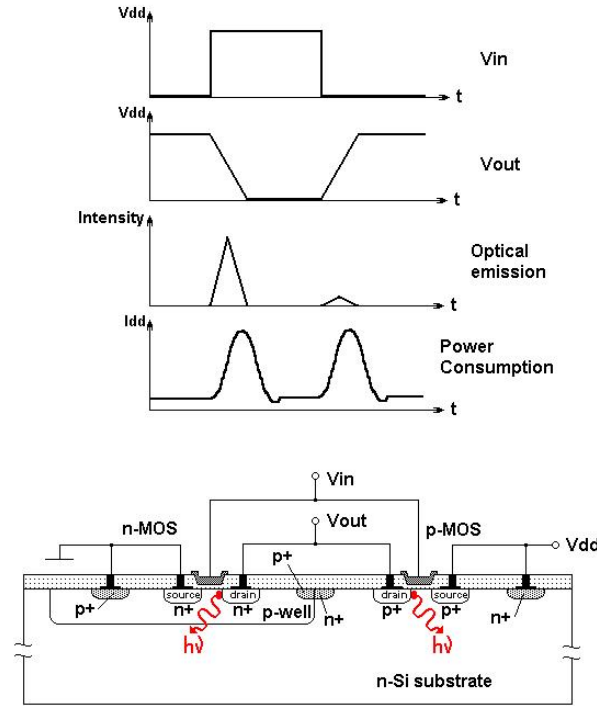 Vdd
Vin
t
Vdd
Vout
t
Intensity
Optical
emission
t
Idd
Power
Consumption
t
Vin
n-MOS Vout p-MOS
Vdd
p+
source drain drain source
p+ n+ n+ p-well n+ p+ p+ n+
hν hν
n-Si substrate